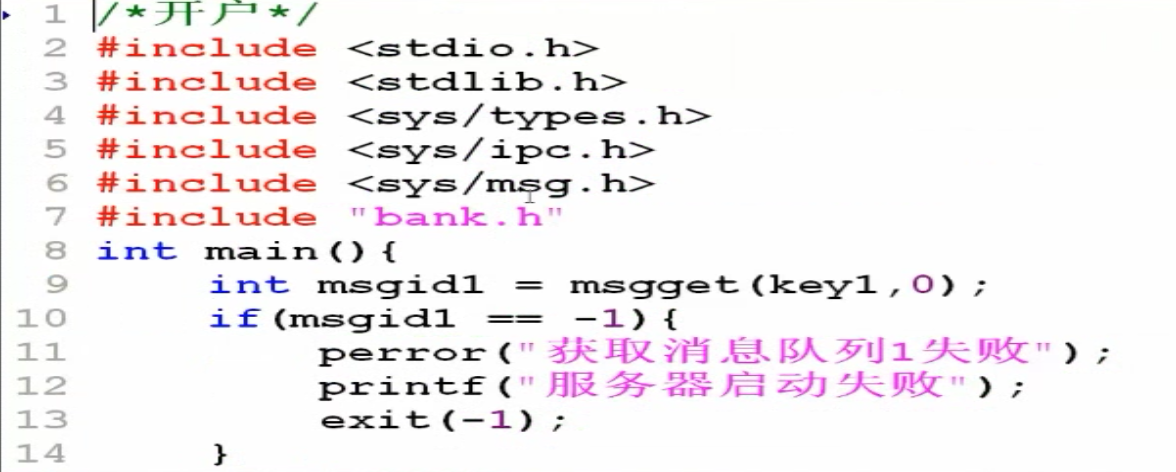 1 /*开户*/
2 #include <stdio.h>
3 #include <stdlib.h>
4 #include <sys/types.h>
5 #include <sys/ipc.h>
6 #include <sys/msg.h>
7 #include "bank.h"
8 int main(){
9 int msgid1 = msgget(key1,0);
10 if(msgid1 == -1){
11 perror("获取消息队列1失败");
12 printf("服务器启动失败");
13 exit(-1);
14 }